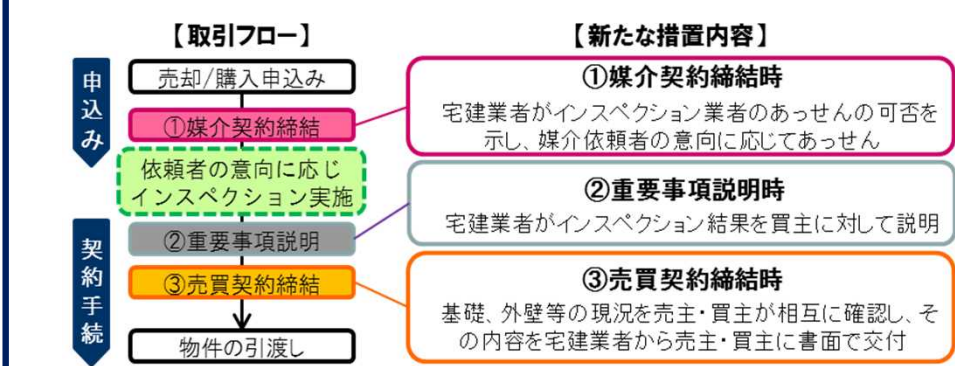 【取引フロー】
申込み
売却/購入申込み
①媒介契約締結
依頼者の意向に応じ
インスペクション実施
契約手続
②重要事項説明
③売買契約締結
物件の引渡し
【新たな措置内容】
①媒介契約締結時
宅建業者がインスペクション業者のあっせんの可否を
示し、媒介依頼者の意向に応じてあっせん
②重要事項説明時
宅建業者がインスペクション結果を買主に対して説明
③売買契約締結時
基礎、外壁等の現況を売主・買主が相互に確認し、そ
の内容を宅建業者から売主・買主に書面で交付